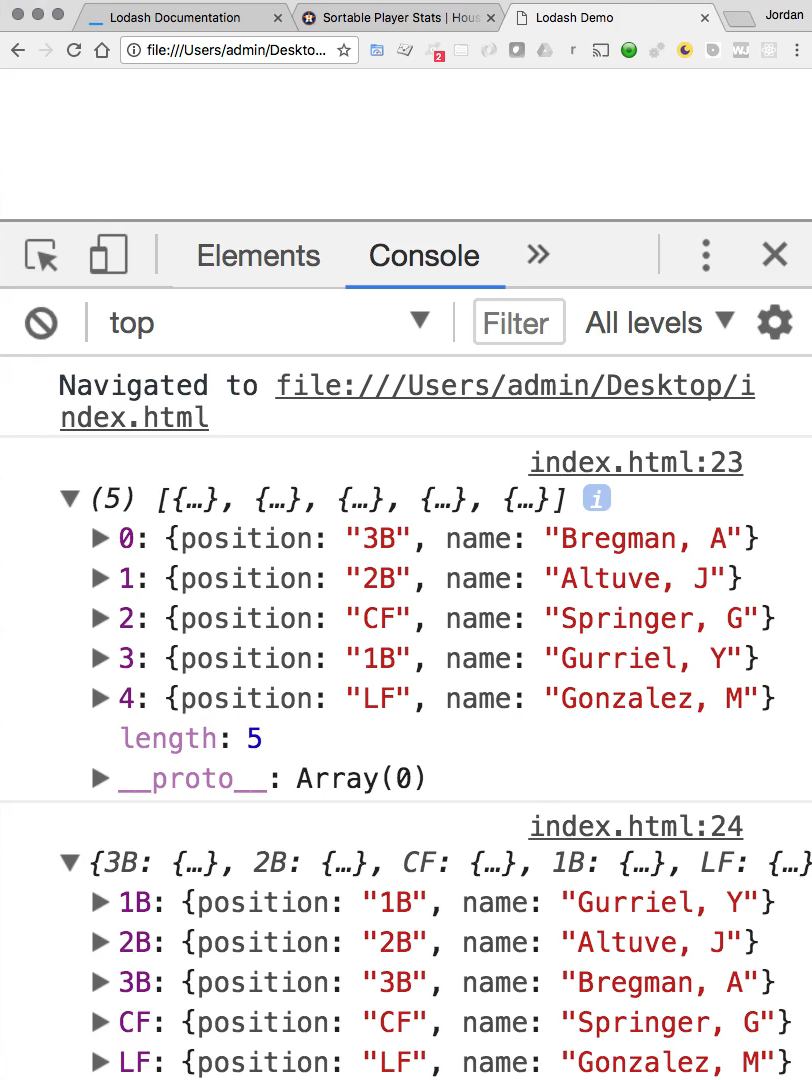 Lodash Documentation
Sortable Player Stats | Hous
Lodash Demo
Jordan
file:///Users/admin/Deskto...
r
2
WJ
Elements
Console
top
Filter
All levels
Navigated to file:///Users/admin/Desktop/i
ndex.html
index.html:23
(5) [{…}, {…}, {…}, {…}, {…}] i
0: {position: "3B", name: "Bregman, A"}
1: {position: "2B", name: "Altuve, J"}
2: {position: "CF", name: "Springer, G"}
3: {position: "1B", name: "Gurriel, Y"}
4: {position: "LF", name: "Gonzalez, M"}
length: 5
__proto__: Array(0)
index.html:24
{3B: {…}, 2B: {…}, CF: {…}, 1B: {…}, LF: {…}
1B: {position: "1B", name: "Gurriel, Y"}
2B: {position: "2B", name: "Altuve, J"}
3B: {position: "3B", name: "Bregman, A"}
CF: {position: "CF", name: "Springer, G"}
LF: {position: "LF", name: "Gonzalez, M"}